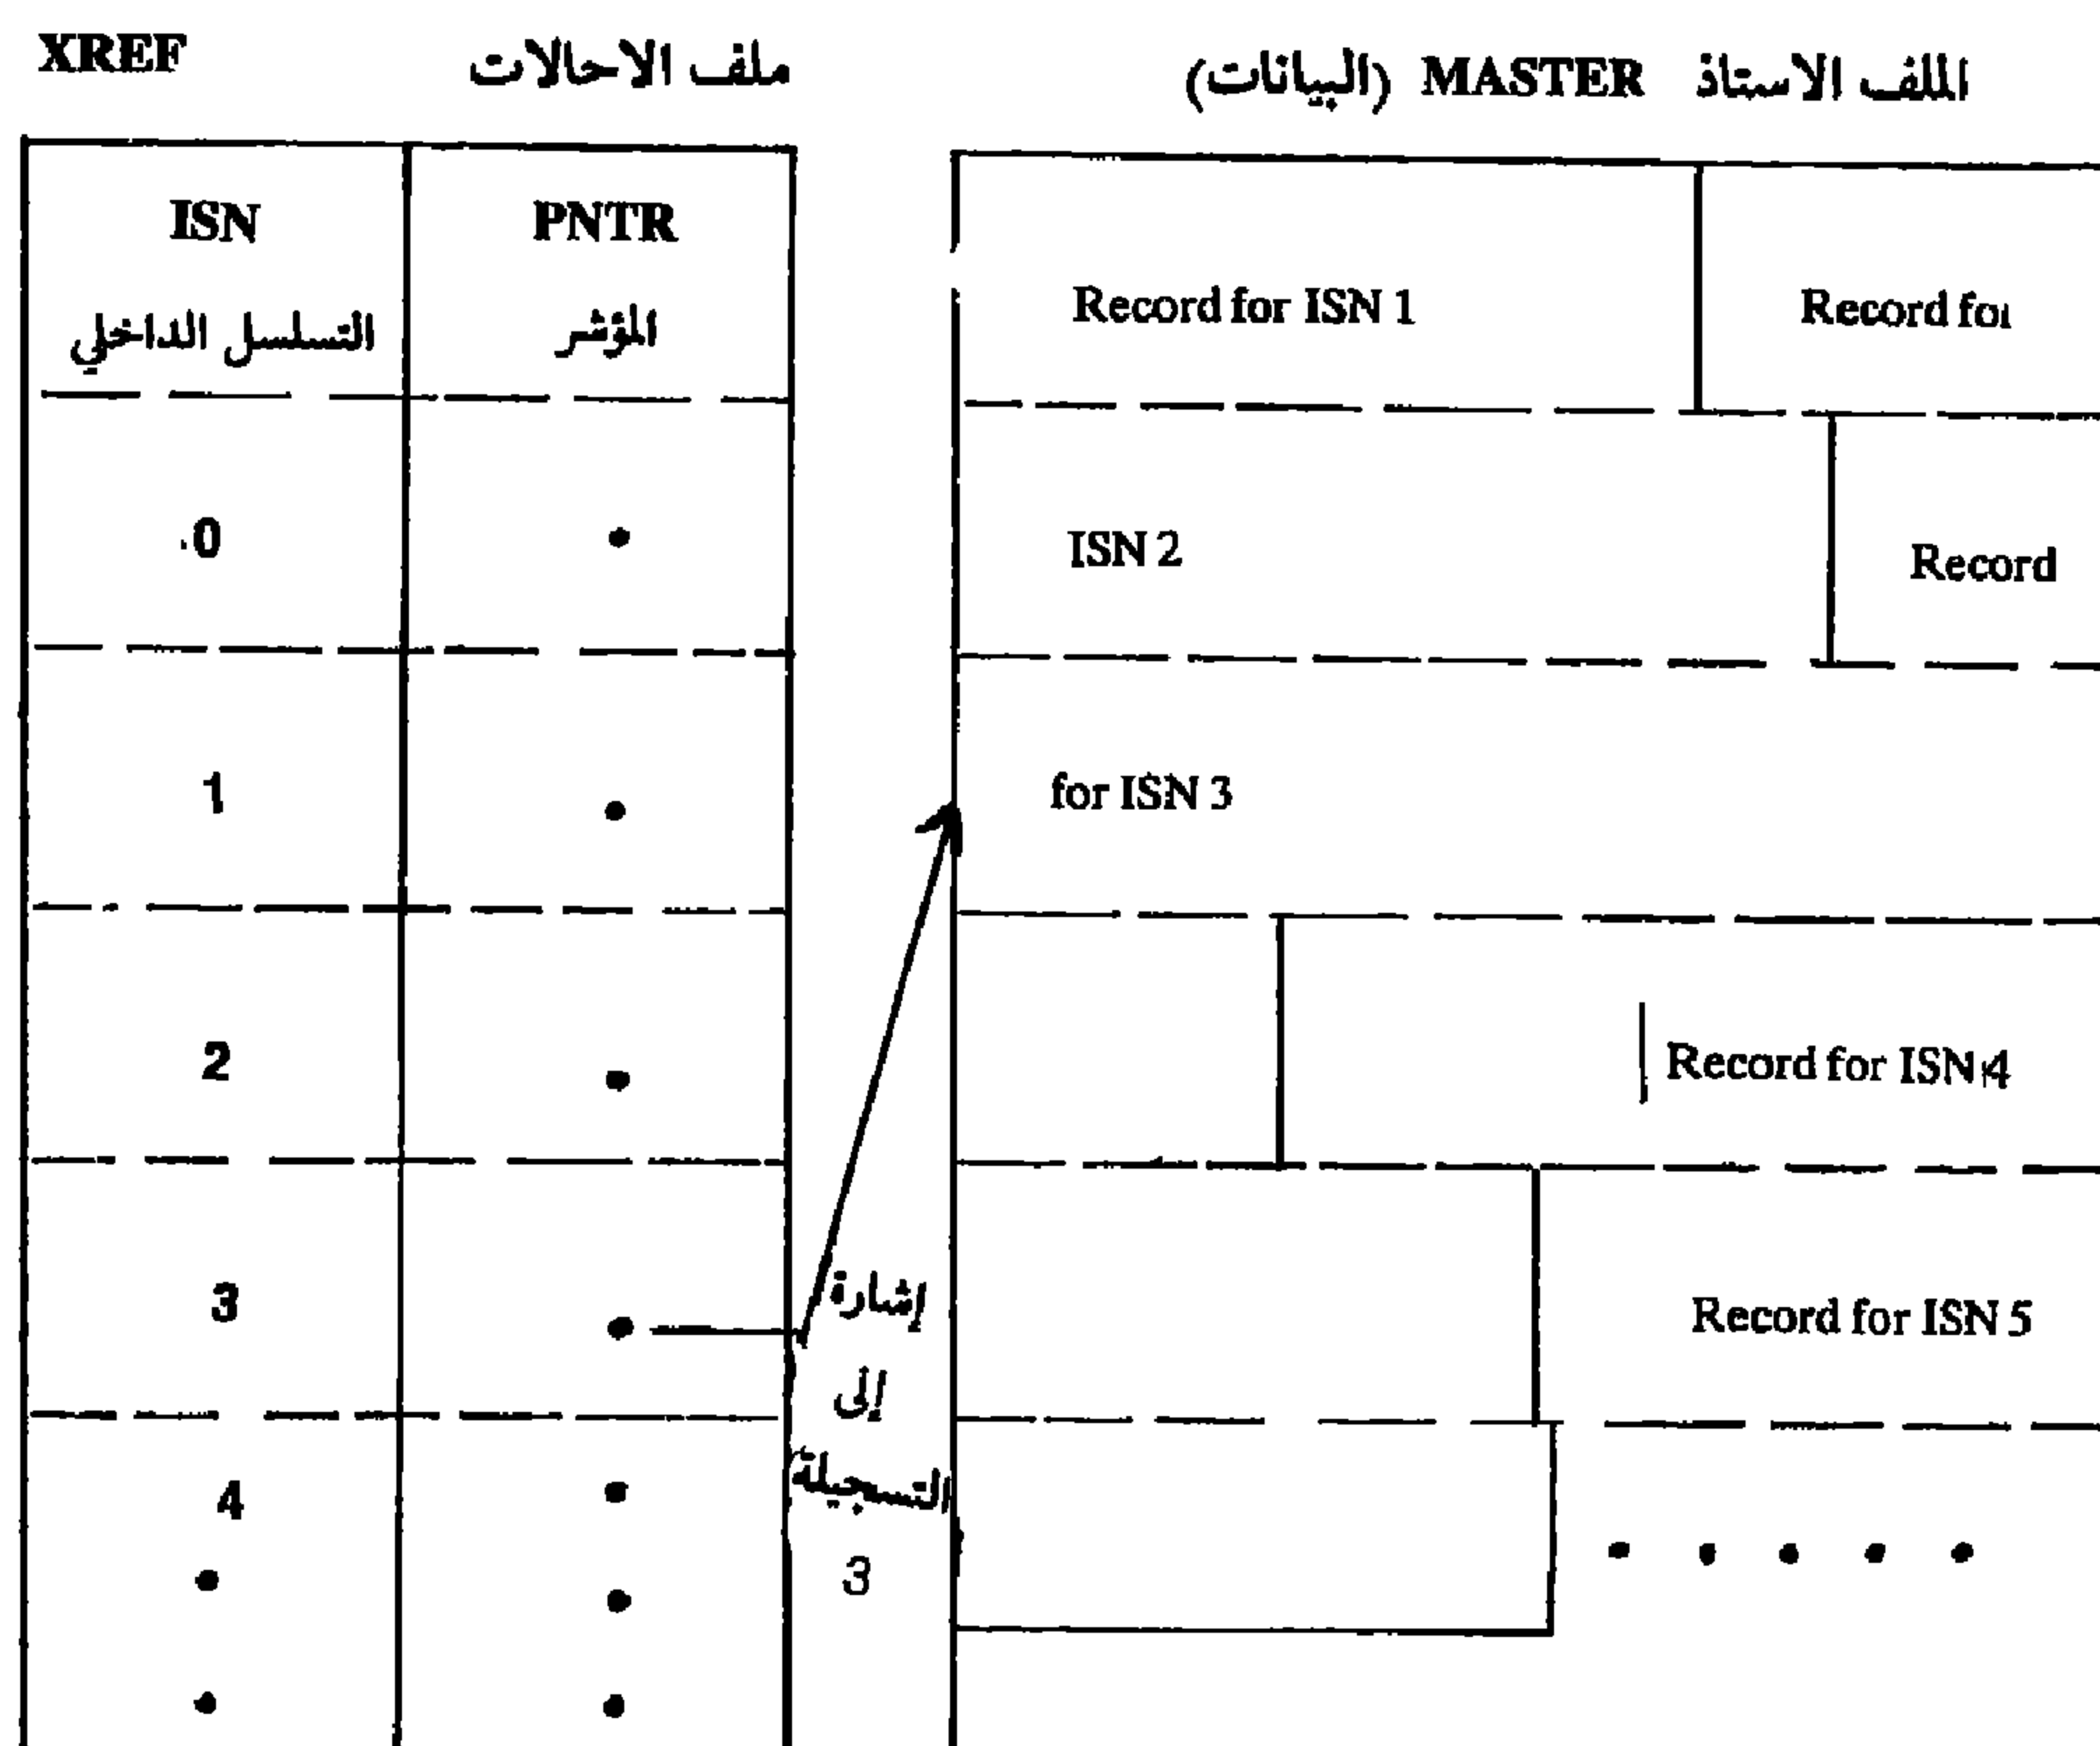 XREF ملف الاحالات
الملف الاستاذ MASTER (البيانات)
ISN PNTR
التسلسل الداخلي المؤشر
0
1
2
3
4
إشارة
إلى
التسجيلة
3
Record for ISN 1 Record for
ISN 2 Record
for ISN 3
Record for ISN 4
Record for ISN 5